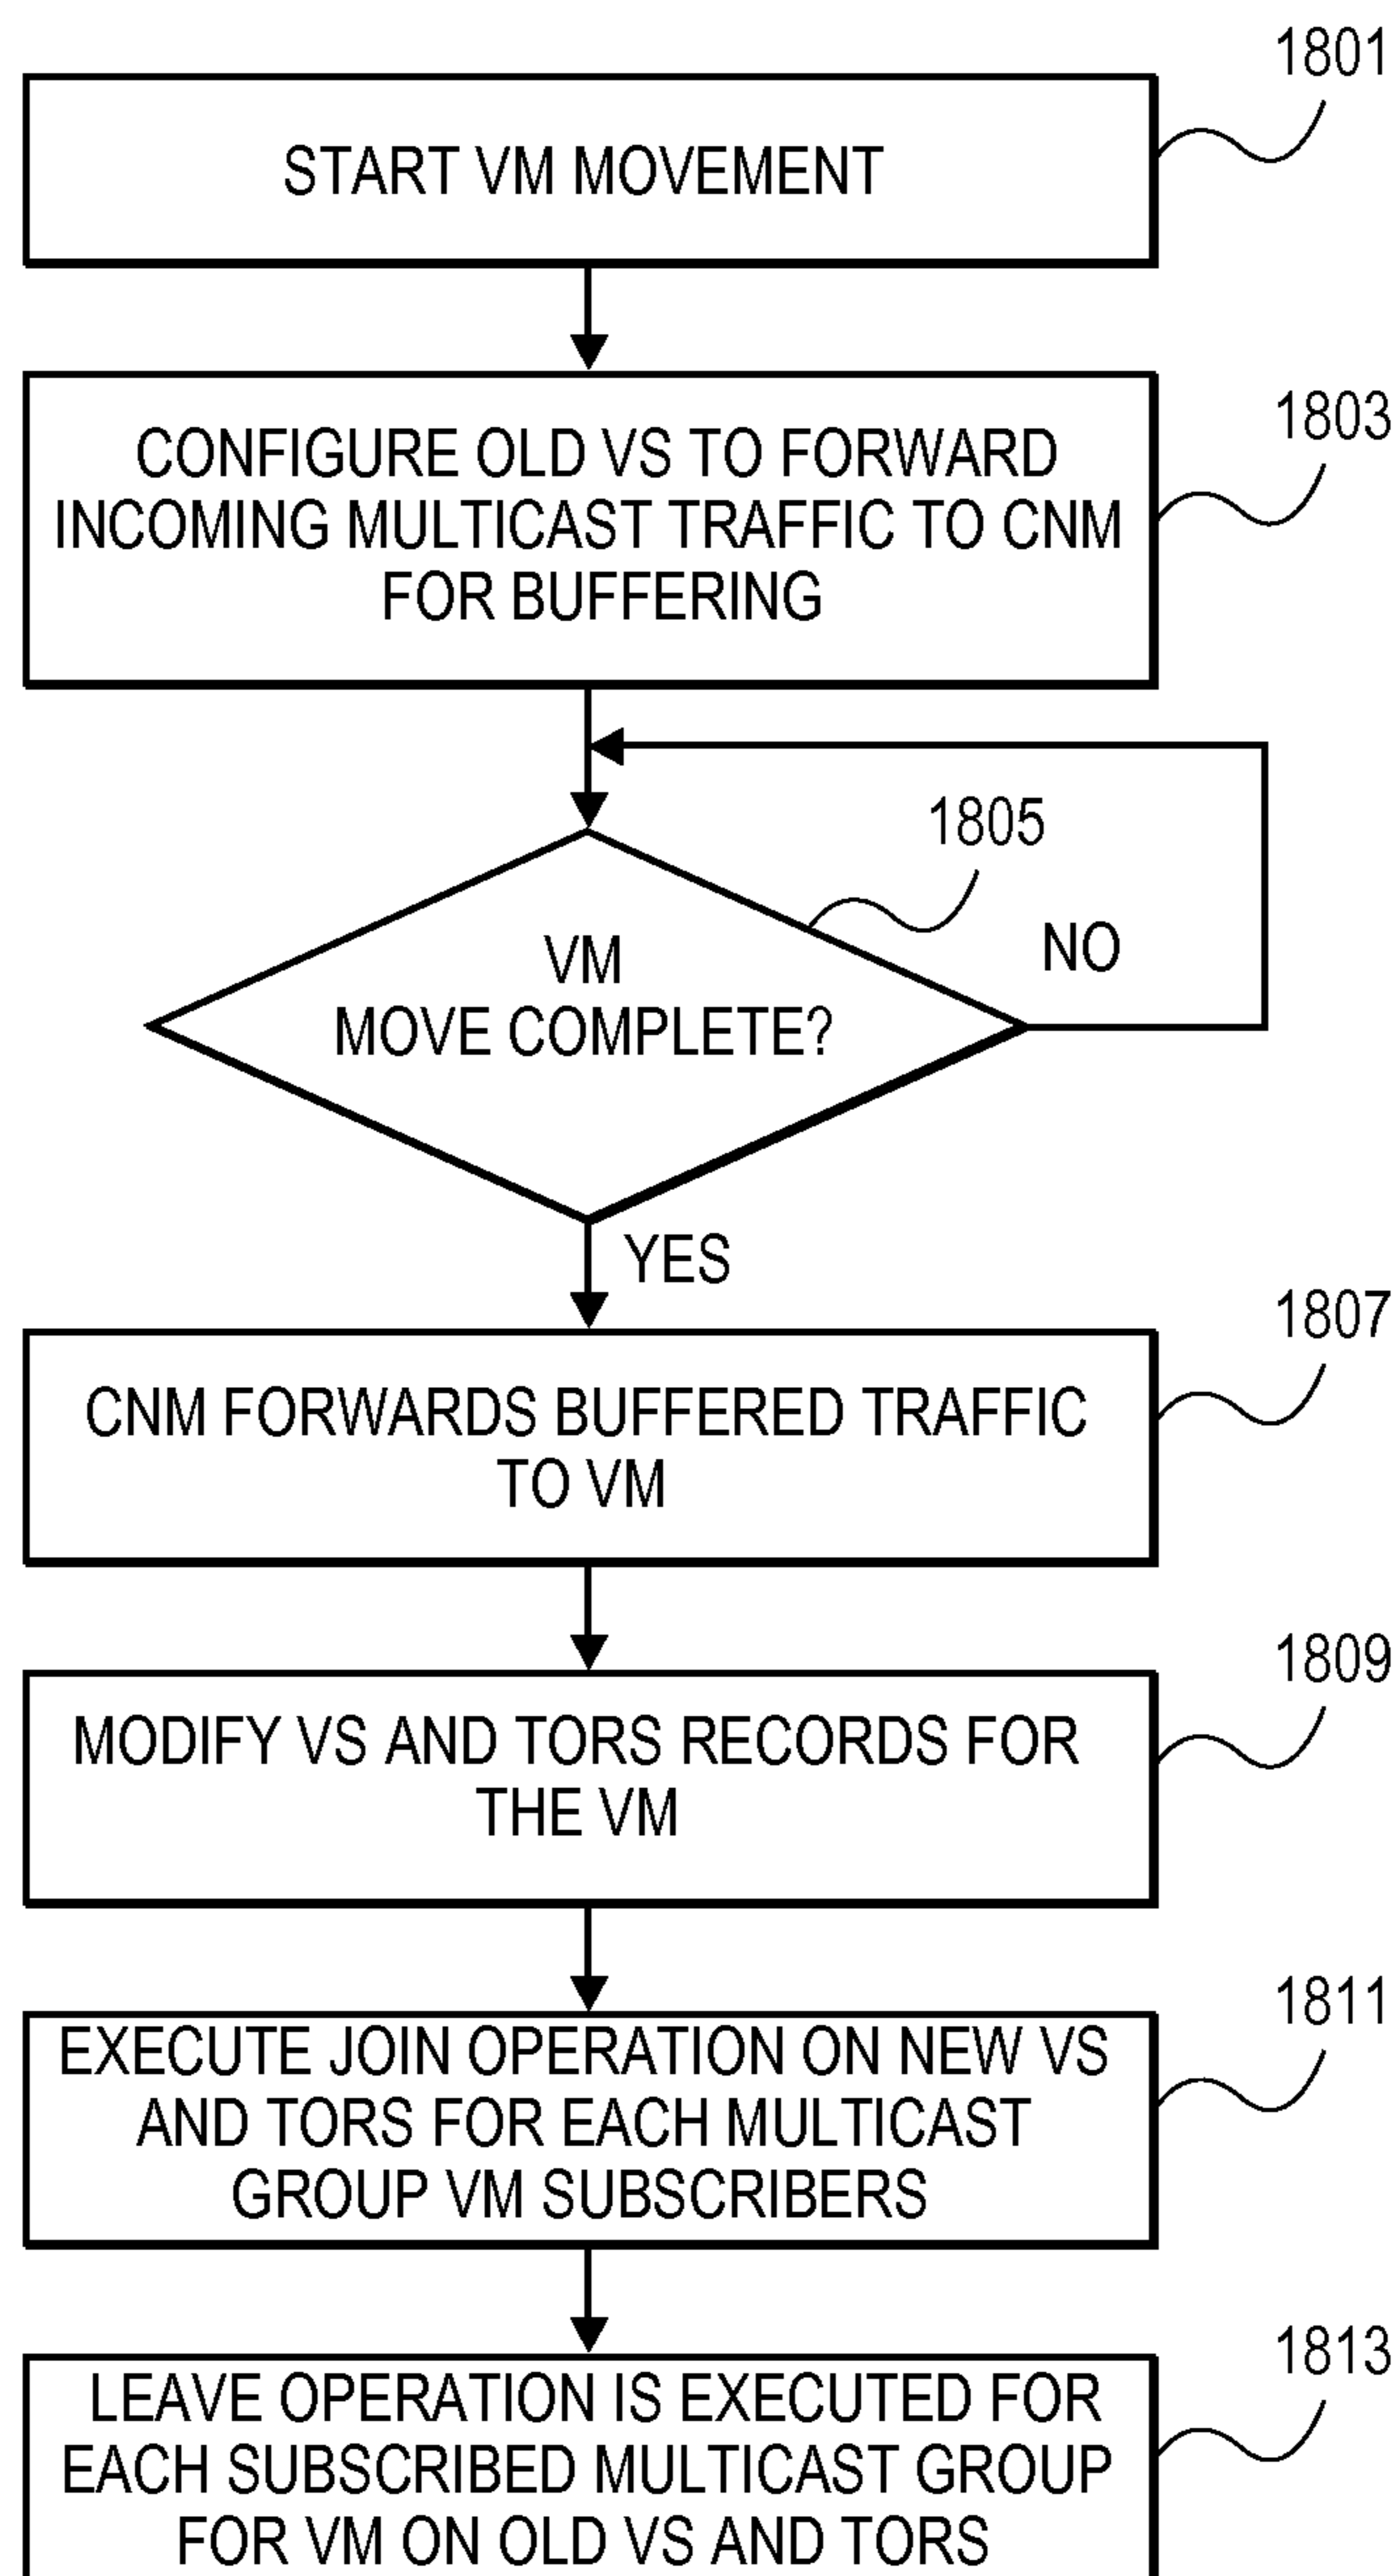 1801
START VM MOVEMENT
1803
CONFIGURE OLD VS TO FORWARD
INCOMING MULTICAST TRAFFIC TO CNM
FOR BUFFERING
1805
NO
VM
MOVE COMPLETE?
YES
1807
CNM FORWARDS BUFFERED TRAFFIC
TO VM
1809
MODIFY VS AND TORS RECORDS FOR
THE VM
1811
EXECUTE JOIN OPERATION ON NEW VS
AND TORS FOR EACH MULTICAST
GROUP VM SUBSCRIBERS
1813
LEAVE OPERATION IS EXECUTED FOR
EACH SUBSCRIBED MULTICAST GROUP
FOR VM ON OLD VS AND TORS